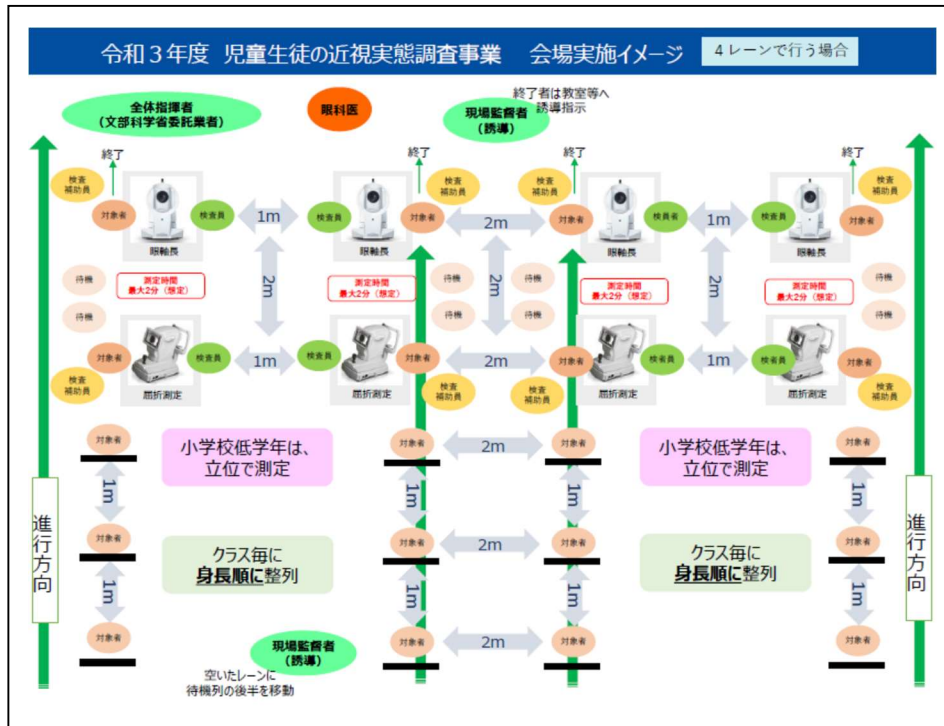 令和３年度 児童生徒の近視実態調査事業 会場実施イメージ
４レーンで行う場合
全体指揮者
(文部科学省委託業者)
眼科医
現場監督者
(誘導)
終了者は教室等へ
誘導指示
終了
終了
終了
終了
検査
補助員
検査
補助員
検査
補助員
検査
補助員
対象者
検査員
1m
検査員
対象者
2m
対象者
検査員
1m
検査員
対象者
眼軸長
眼軸長
眼軸長
眼軸長
待機
測定時間
最大2分（想定）
2m
測定時間
最大2分（想定）
待機
2m
待機
測定時間
最大2分（想定）
2m
測定時間
最大2分（想定）
待機
待機
待機
待機
待機
対象者
検査員
1m
検査員
対象者
2m
対象者
検査員
1m
検査員
対象者
検査
補助員
屈折測定
屈折測定
検査
補助員
検査
補助員
屈折測定
屈折測定
検査
補助員
対象者
小学校低学年は、
立位で測定
対象者
2m
対象者
小学校低学年は、
立位で測定
対象者
1m
1m
1m
1m
進行方向
進行方向
対象者
クラス毎に
身長順に整列
対象者
2m
対象者
クラス毎に
身長順に整列
対象者
1m
1m
1m
1m
対象者
現場監督者
(誘導)
対象者
2m
対象者
対象者
空いたレーンに
待機列の後半を移動